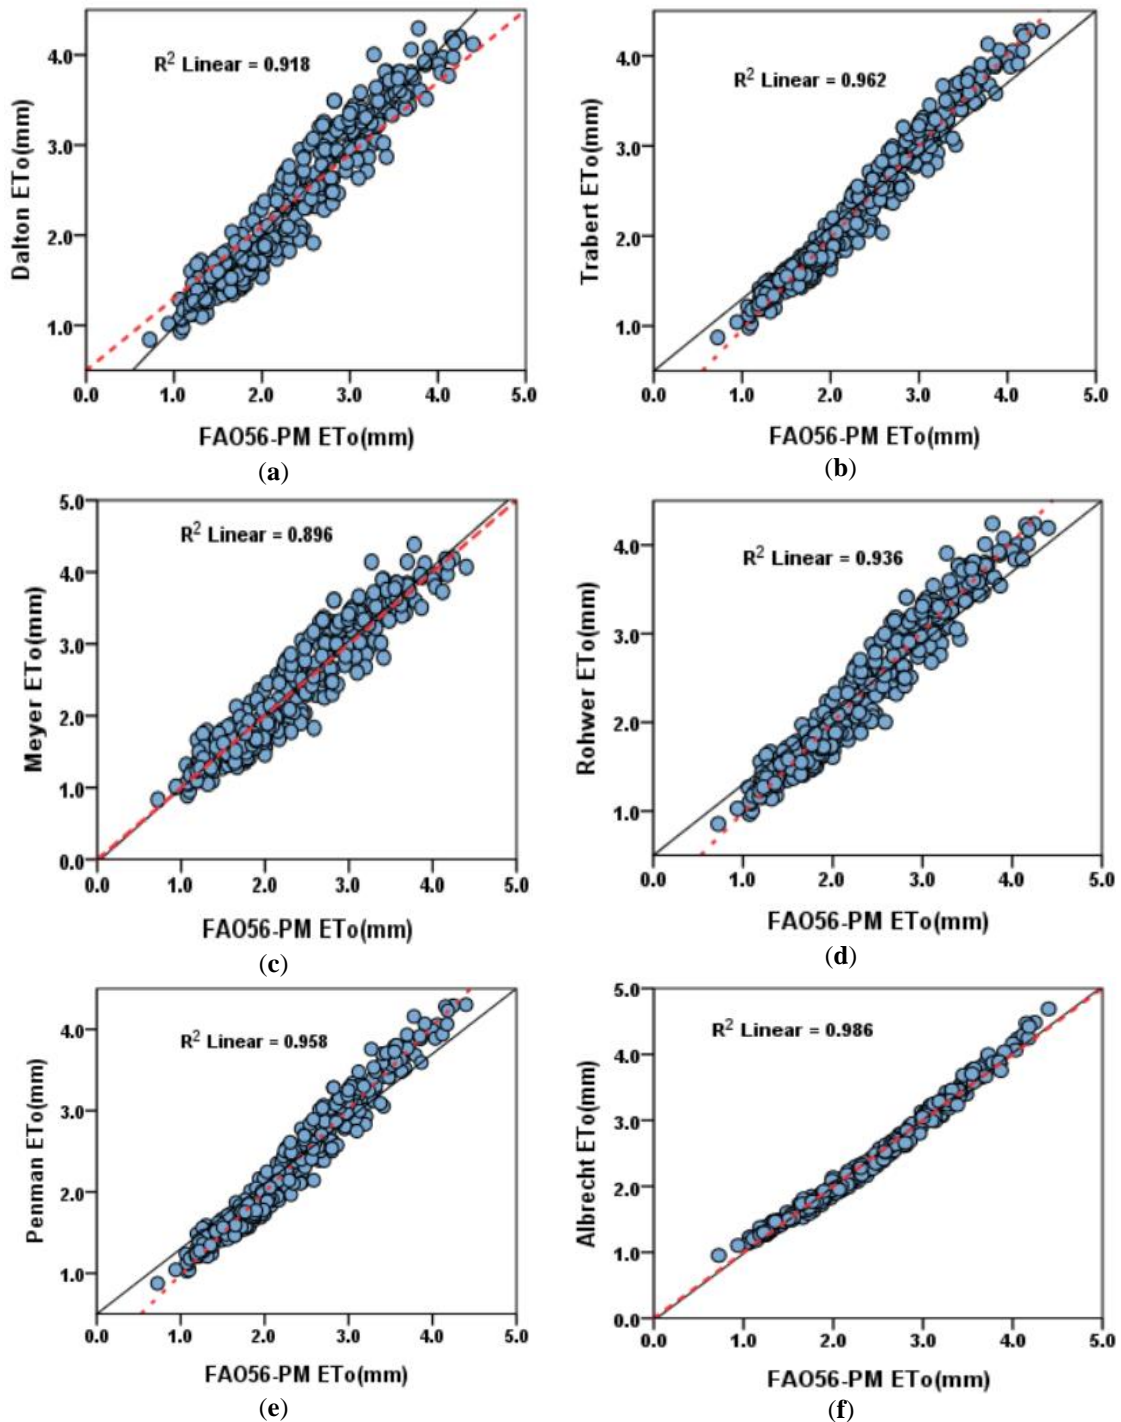 4.0
3.0
2.0
1.0
0.0 1.0 2.0 3.0 4.0 5.0
R2 Linear = 0.918
Dalton ETo(mm)
FAO56-PM ETo(mm)
(a)
4.0
3.0
2.0
1.0
0.0 1.0 2.0 3.0 4.0 5.0
R2 Linear = 0.962
Trabert ETo(mm)
FAO56-PM ETo(mm)
(b)
5.0
4.0
3.0
2.0
1.0
0.0
0.0 1.0 2.0 3.0 4.0 5.0
R2 Linear = 0.896
Meyer ETo(mm)
FAO56-PM ETo(mm)
(c)
4.0
3.0
2.0
1.0
0.0 1.0 2.0 3.0 4.0 5.0
R2 Linear = 0.936
Rohwer ETo(mm)
FAO56-PM ETo(mm)
(d)
4.0
3.0
2.0
1.0
0.0 1.0 2.0 3.0 4.0 5.0
R2 Linear = 0.958
Penman ETo(mm)
FAO56-PM ETo(mm)
(e)
5.0
4.0
3.0
2.0
1.0
0.0
0.0 1.0 2.0 3.0 4.0 5.0
R2 Linear = 0.986
Albrecht ETo(mm)
FAO56-PM ETo(mm)
(f)